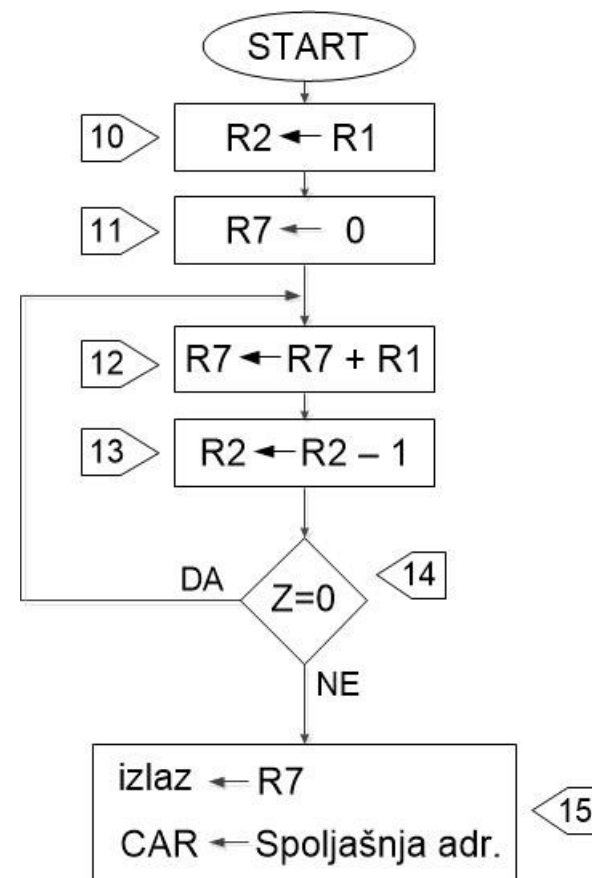 START
10
R2 ← R1
11
R7 ← 0
12
R7 ← R7 + R1
13
R2 ← R2 – 1
14
DA
Z=0
NE
izlaz ← R7
15
CAR ← Spoljašnja adr.